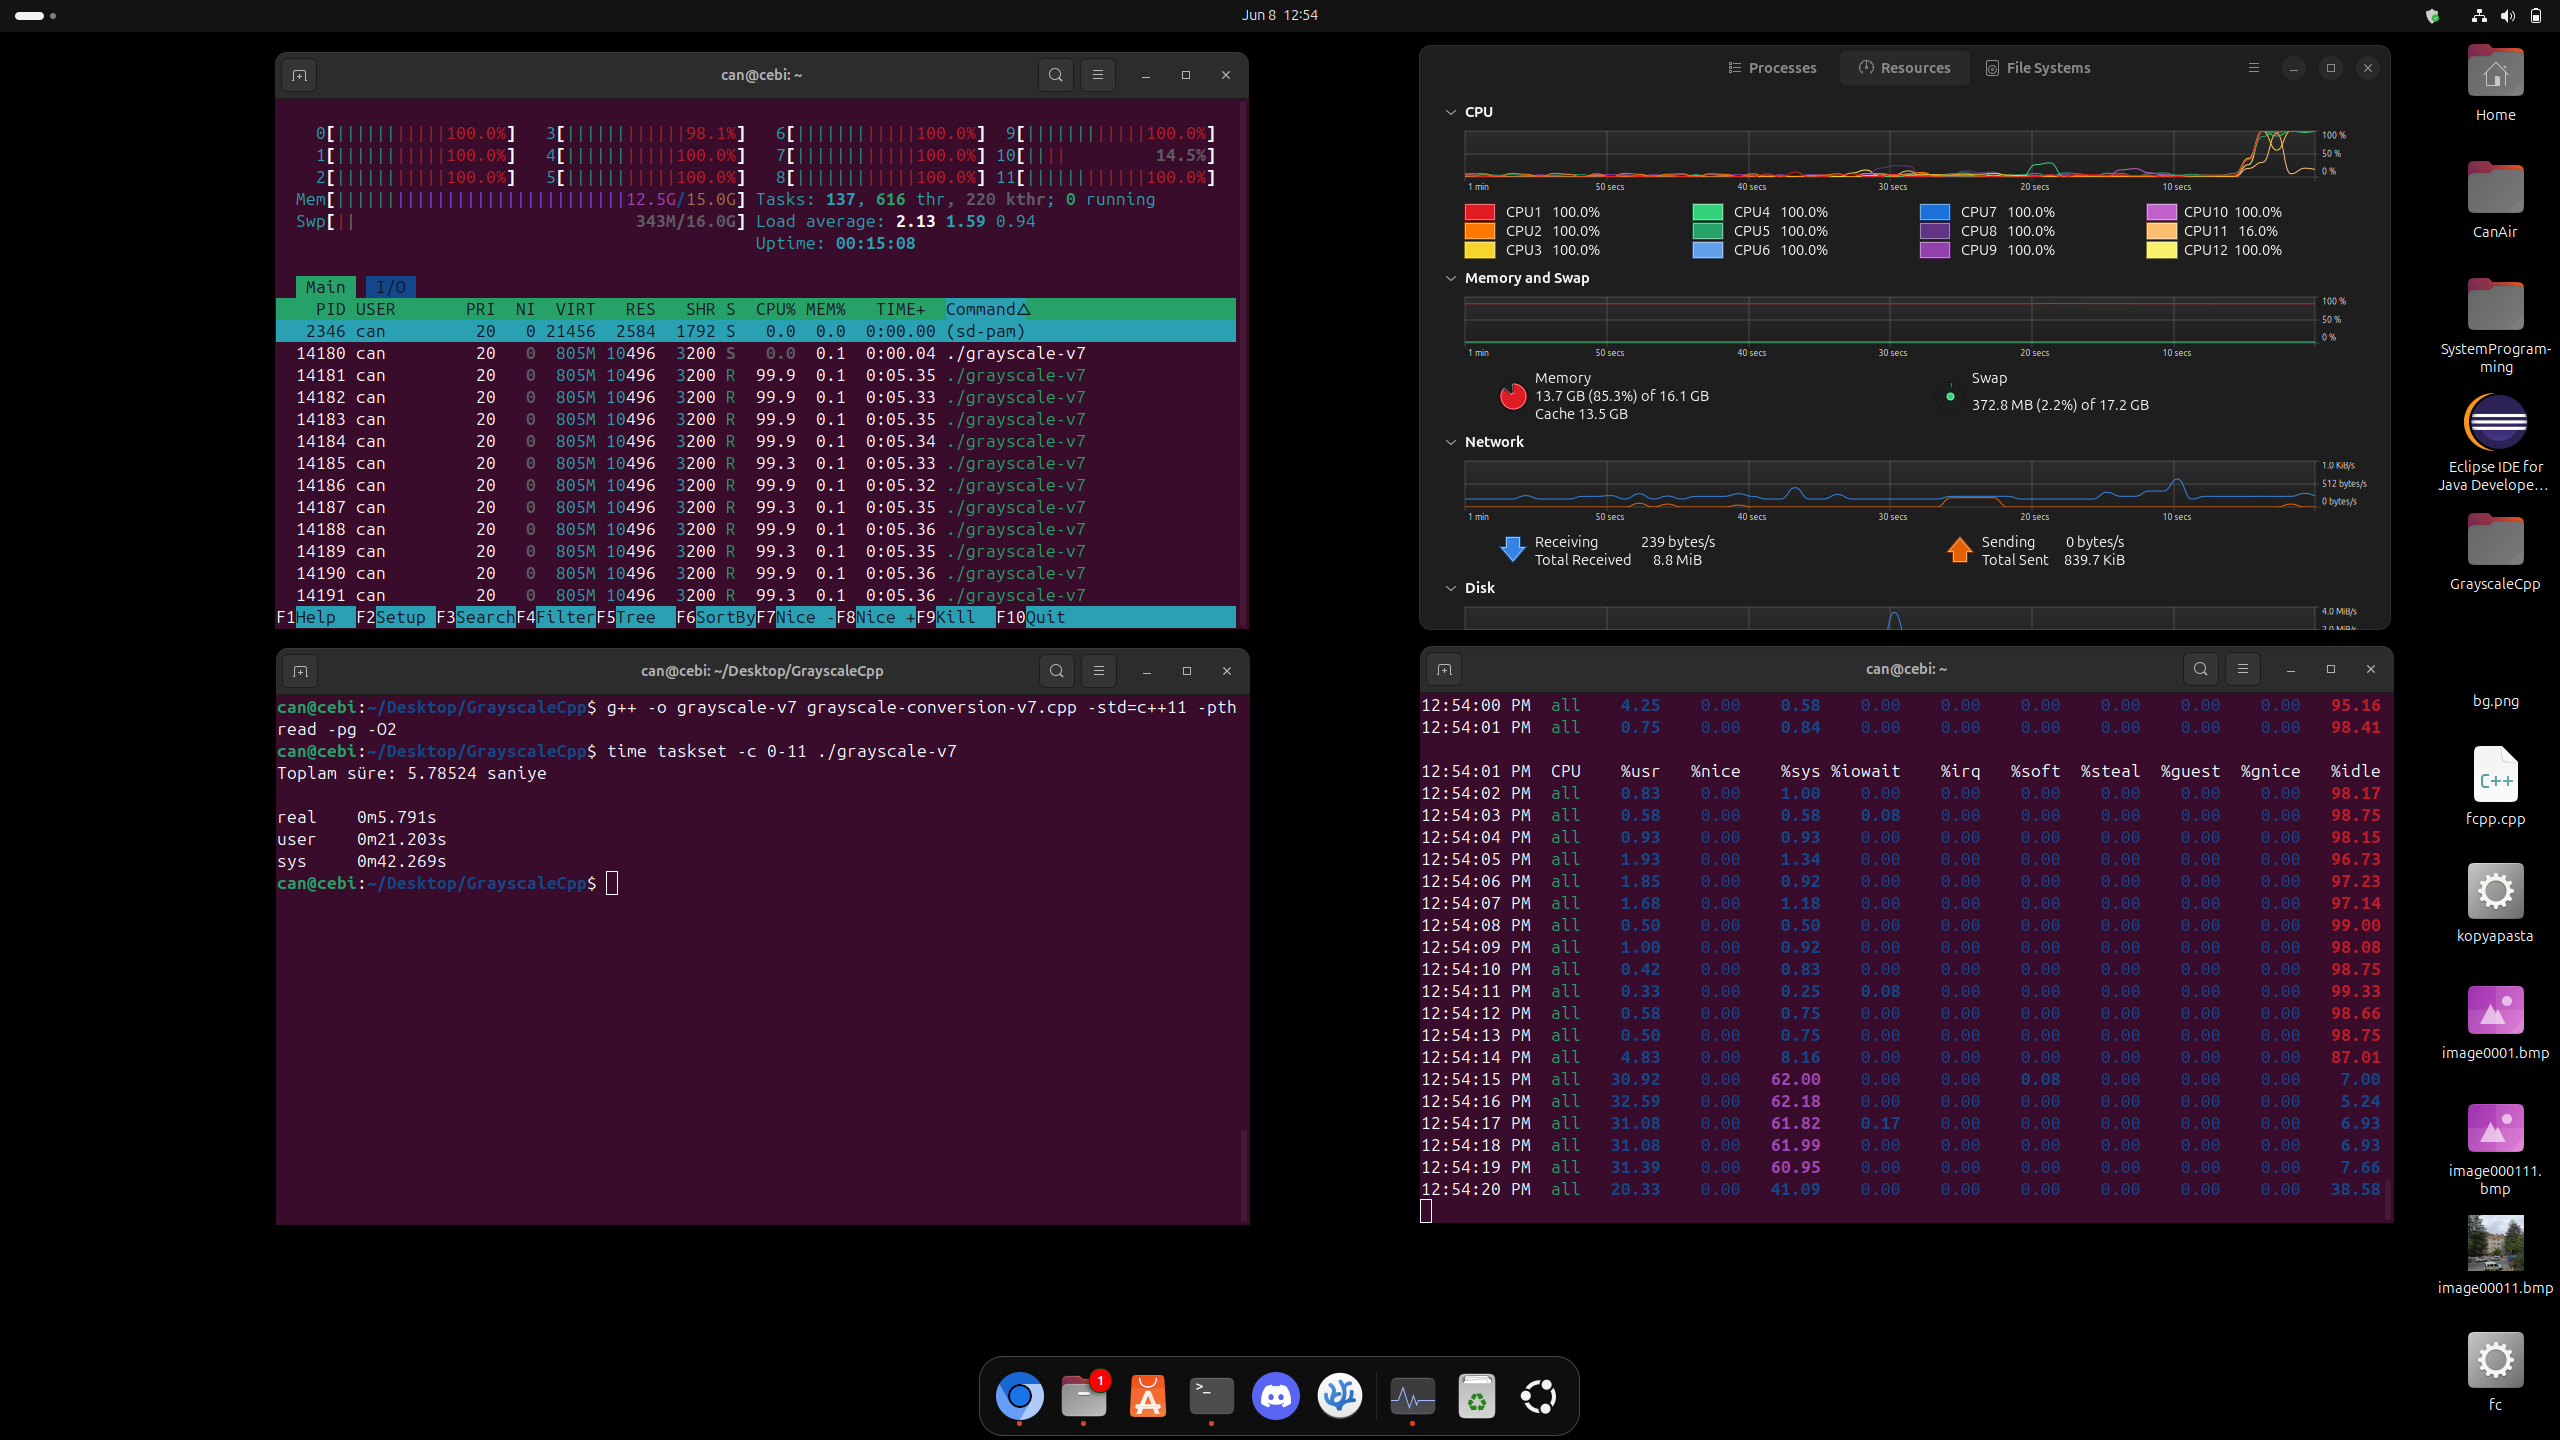 Jun 8 12:54
can@cebi: ~
0[||||||||||||100.0%] 3[||||||||||||98.1%] 6[||||||||||||100.0%] 9[||||||||||||100.0%]
1[||||||||||||100.0%] 4[||||||||||||100.0%] 7[||||||||||||100.0%] 10[|||| 14.5%]
2[||||||||||||100.0%] 5[||||||||||||100.0%] 8[||||||||||||100.0%] 11[||||||||||||100.0%]
Mem[|||||||||||||||||||||||||||||12.5G/15.0G] Tasks: 137, 616 thr, 220 kthr; 0 running
Swp[|| 343M/16.0G] Load average: 2.13 1.59 0.94
Uptime: 00:15:08
Main I/O
PID USER PRI NI VIRT RES SHR S CPU% MEM% TIME+ Command△
2346 can 20 0 21456 2584 1792 S 0.0 0.0 0:00.00 (sd-pam)
14180 can 20 0 805M 10496 3200 S 0.0 0.1 0:00.04 ./grayscale-v7
14181 can 20 0 805M 10496 3200 R 99.9 0.1 0:05.35 ./grayscale-v7
14182 can 20 0 805M 10496 3200 R 99.9 0.1 0:05.33 ./grayscale-v7
14183 can 20 0 805M 10496 3200 R 99.9 0.1 0:05.35 ./grayscale-v7
14184 can 20 0 805M 10496 3200 R 99.9 0.1 0:05.34 ./grayscale-v7
14185 can 20 0 805M 10496 3200 R 99.3 0.1 0:05.33 ./grayscale-v7
14186 can 20 0 805M 10496 3200 R 99.9 0.1 0:05.32 ./grayscale-v7
14187 can 20 0 805M 10496 3200 R 99.3 0.1 0:05.35 ./grayscale-v7
14188 can 20 0 805M 10496 3200 R 99.9 0.1 0:05.36 ./grayscale-v7
14189 can 20 0 805M 10496 3200 R 99.3 0.1 0:05.35 ./grayscale-v7
14190 can 20 0 805M 10496 3200 R 99.9 0.1 0:05.36 ./grayscale-v7
14191 can 20 0 805M 10496 3200 R 99.3 0.1 0:05.36 ./grayscale-v7
F1Help F2Setup F3SearchF4FilterF5Tree F6SortByF7Nice -F8Nice +F9Kill F10Quit
Processes Resources File Systems
CPU
100 %
50 %
0 %
1 min 50 secs 40 secs 30 secs 20 secs 10 secs
CPU1 100.0% CPU4 100.0% CPU7 100.0% CPU10 100.0%
CPU2 100.0% CPU5 100.0% CPU8 100.0% CPU11 16.0%
CPU3 100.0% CPU6 100.0% CPU9 100.0% CPU12 100.0%
Memory and Swap
100 %
50 %
0 %
1 min 50 secs 40 secs 30 secs 20 secs 10 secs
Memory Swap
13.7 GB (85.3%) of 16.1 GB 372.8 MB (2.2%) of 17.2 GB
Cache 13.5 GB
Network
1.0 KiB/s
512 bytes/s
0 bytes/s
1 min 50 secs 40 secs 30 secs 20 secs 10 secs
Receiving 239 bytes/s Sending 0 bytes/s
Total Received 8.8 MiB Total Sent 839.7 KiB
Disk
4.0 MiB/s
can@cebi: ~/Desktop/GrayscaleCpp
can@cebi:~/Desktop/GrayscaleCpp$ g++ -o grayscale-v7 grayscale-conversion-v7.cpp -std=c++11 -pth
read -pg -O2
can@cebi:~/Desktop/GrayscaleCpp$ time taskset -c 0-11 ./grayscale-v7
Toplam süre: 5.78524 saniye
real 0m5.791s
user 0m21.203s
sys 0m42.269s
can@cebi:~/Desktop/GrayscaleCpp$
can@cebi: ~
12:54:00 PM all 4.25 0.00 0.58 0.00 0.00 0.00 0.00 0.00 0.00 95.16
12:54:01 PM all 0.75 0.00 0.84 0.00 0.00 0.00 0.00 0.00 0.00 98.41
12:54:01 PM CPU %usr %nice %sys %iowait %irq %soft %steal %guest %gnice %idle
12:54:02 PM all 0.83 0.00 1.00 0.00 0.00 0.00 0.00 0.00 0.00 98.17
12:54:03 PM all 0.58 0.00 0.58 0.08 0.00 0.00 0.00 0.00 0.00 98.75
12:54:04 PM all 0.93 0.00 0.93 0.00 0.00 0.00 0.00 0.00 0.00 98.15
12:54:05 PM all 1.93 0.00 1.34 0.00 0.00 0.00 0.00 0.00 0.00 96.73
12:54:06 PM all 1.85 0.00 0.92 0.00 0.00 0.00 0.00 0.00 0.00 97.23
12:54:07 PM all 1.68 0.00 1.18 0.00 0.00 0.00 0.00 0.00 0.00 97.14
12:54:08 PM all 0.50 0.00 0.50 0.00 0.00 0.00 0.00 0.00 0.00 99.00
12:54:09 PM all 1.00 0.00 0.92 0.00 0.00 0.00 0.00 0.00 0.00 98.08
12:54:10 PM all 0.42 0.00 0.83 0.00 0.00 0.00 0.00 0.00 0.00 98.75
12:54:11 PM all 0.33 0.00 0.25 0.08 0.00 0.00 0.00 0.00 0.00 99.33
12:54:12 PM all 0.58 0.00 0.75 0.00 0.00 0.00 0.00 0.00 0.00 98.66
12:54:13 PM all 0.50 0.00 0.75 0.00 0.00 0.00 0.00 0.00 0.00 98.75
12:54:14 PM all 4.83 0.00 8.16 0.00 0.00 0.00 0.00 0.00 0.00 87.01
12:54:15 PM all 30.92 0.00 62.00 0.00 0.00 0.08 0.00 0.00 0.00 7.00
12:54:16 PM all 32.59 0.00 62.18 0.00 0.00 0.00 0.00 0.00 0.00 5.24
12:54:17 PM all 31.08 0.00 61.82 0.17 0.00 0.00 0.00 0.00 0.00 6.93
12:54:18 PM all 31.08 0.00 61.99 0.00 0.00 0.00 0.00 0.00 0.00 6.93
12:54:19 PM all 31.39 0.00 60.95 0.00 0.00 0.00 0.00 0.00 0.00 7.66
12:54:20 PM all 20.33 0.00 41.09 0.00 0.00 0.00 0.00 0.00 0.00 38.58
Home
CanAir
SystemProgram-
ming
Eclipse IDE for
Java Develope...
GrayscaleCpp
bg.png
C++
fcpp.cpp
kopyapasta
image0001.bmp
image000111.
bmp
image00011.bmp
fc
1
>_